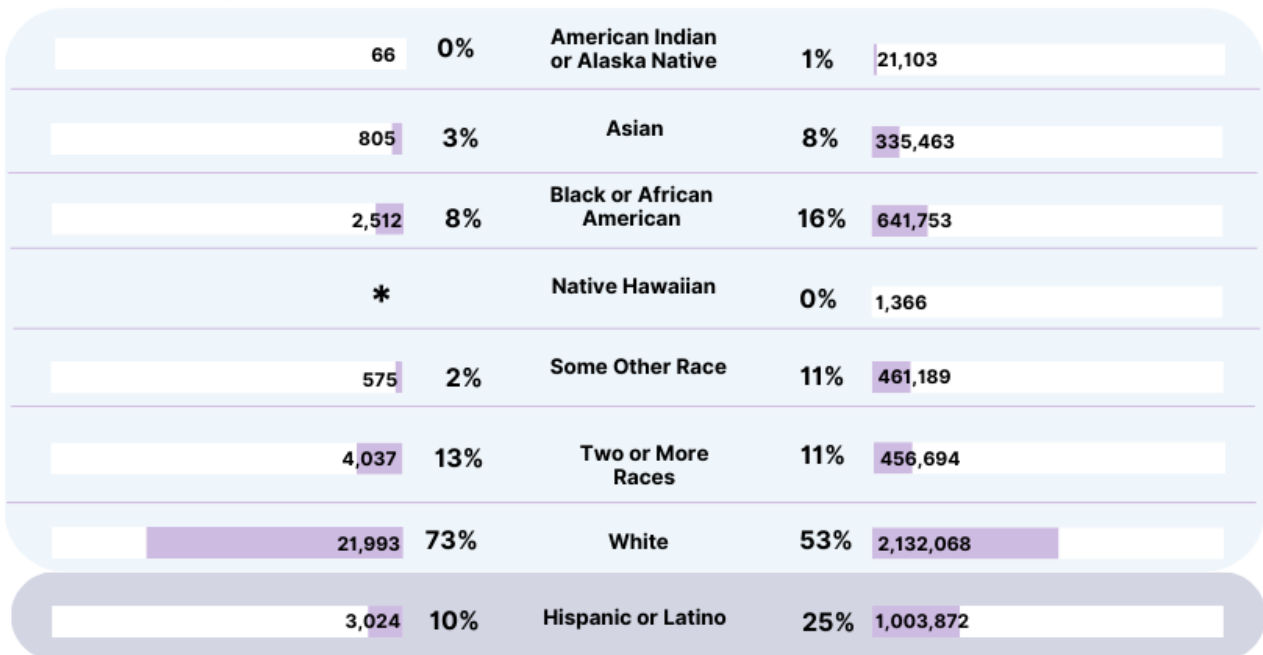 66 0% American Indian or Alaska Native 1% 21,103
805 3% Asian 8% 335,463
2,512 8% Black or African American 16% 641,753
* Native Hawaiian 0% 1,366
575 2% Some Other Race 11% 461,189
4,037 13% Two or More Races 11% 456,694
21,993 73% White 53% 2,132,068
3,024 10% Hispanic or Latino 25% 1,003,872